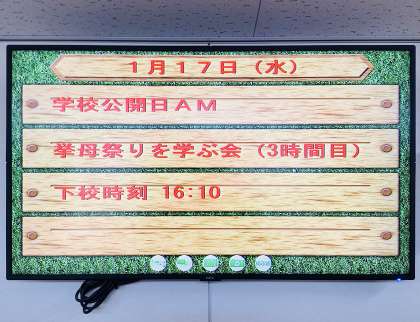 1月17日（水）
学校公開日AM
挙母祭りを学ぶ会（3時間目）
下校時刻 16:10